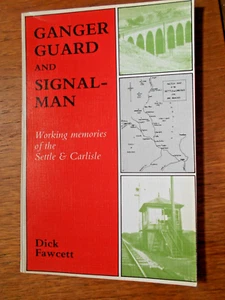 GANGER
GUARD
AND
SIGNAL-
MAN
Working memories
of the
Settle & Carlisle
Dick
Fawcett